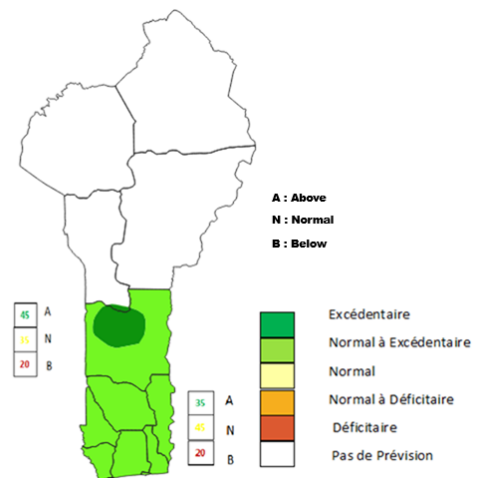 A : Above
N : Normal
B : Below
45 A
35 N
20 B
Excédentaire
Normal à Excédentaire
Normal
Normal à Déficitaire
Déficitaire
Pas de Prévision
35 A
45 N
20 B